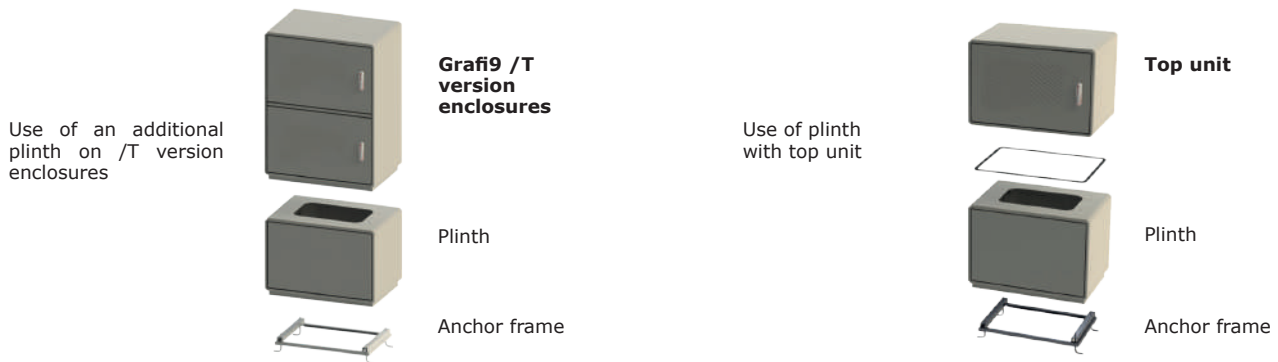 Use of an additional
plinth on /T version
enclosures
Grafi9 /T
version
enclosures
Plinth
Anchor frame
Use of plinth
with top unit
Top unit
Plinth
Anchor frame